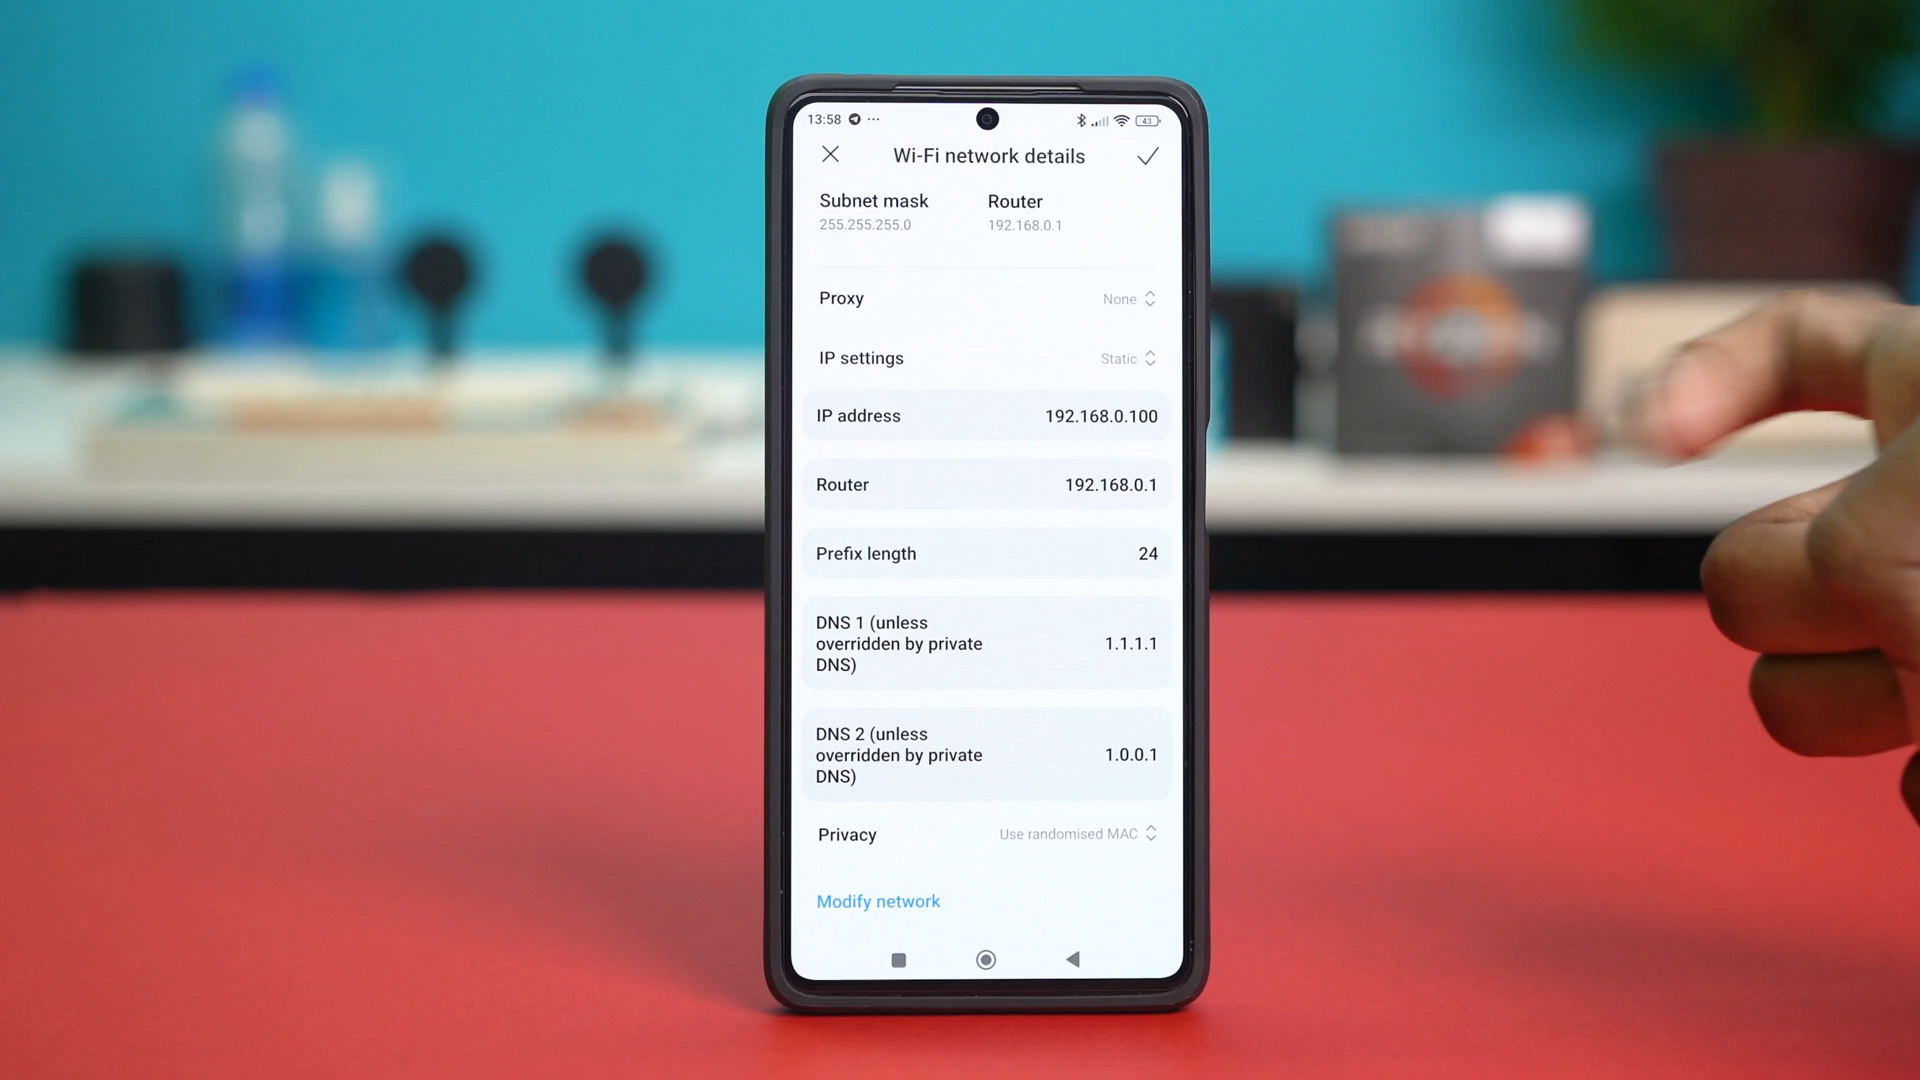 13:58
43
Wi-Fi network details
Subnet mask
255.255.255.0
Router
192.168.0.1
Proxy
None
IP settings
Static
IP address
192.168.0.100
Router
192.168.0.1
Prefix length
24
DNS 1 (unless
overridden by private
DNS)
1.1.1.1
DNS 2 (unless
overridden by private
DNS)
1.0.0.1
Privacy
Use randomised MAC
Modify network